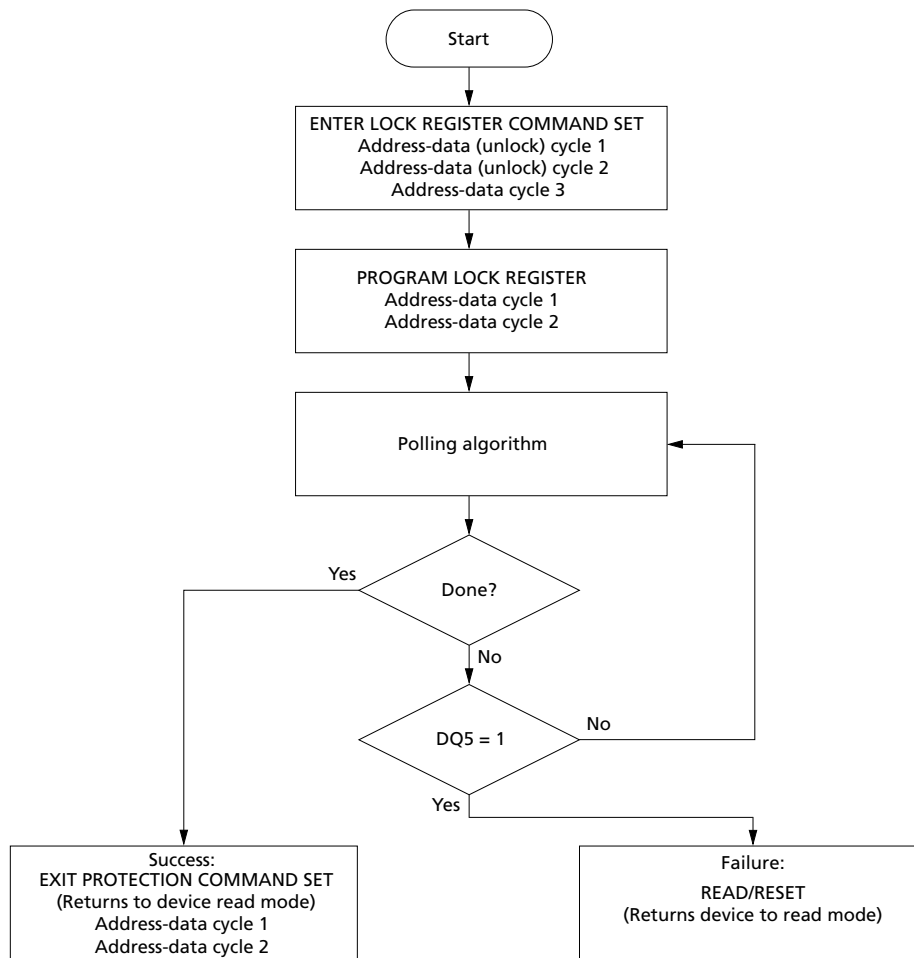 Start
ENTER LOCK REGISTER COMMAND SET
Address-data (unlock) cycle 1
Address-data (unlock) cycle 2
Address-data cycle 3
PROGRAM LOCK REGISTER
Address-data cycle 1
Address-data cycle 2
Polling algorithm
Yes
Done?
No
DQ5 = 1
No
Yes
Success:
EXIT PROTECTION COMMAND SET
(Returns to device read mode)
Address-data cycle 1
Address-data cycle 2
Failure:
READ/RESET
(Returns device to read mode)